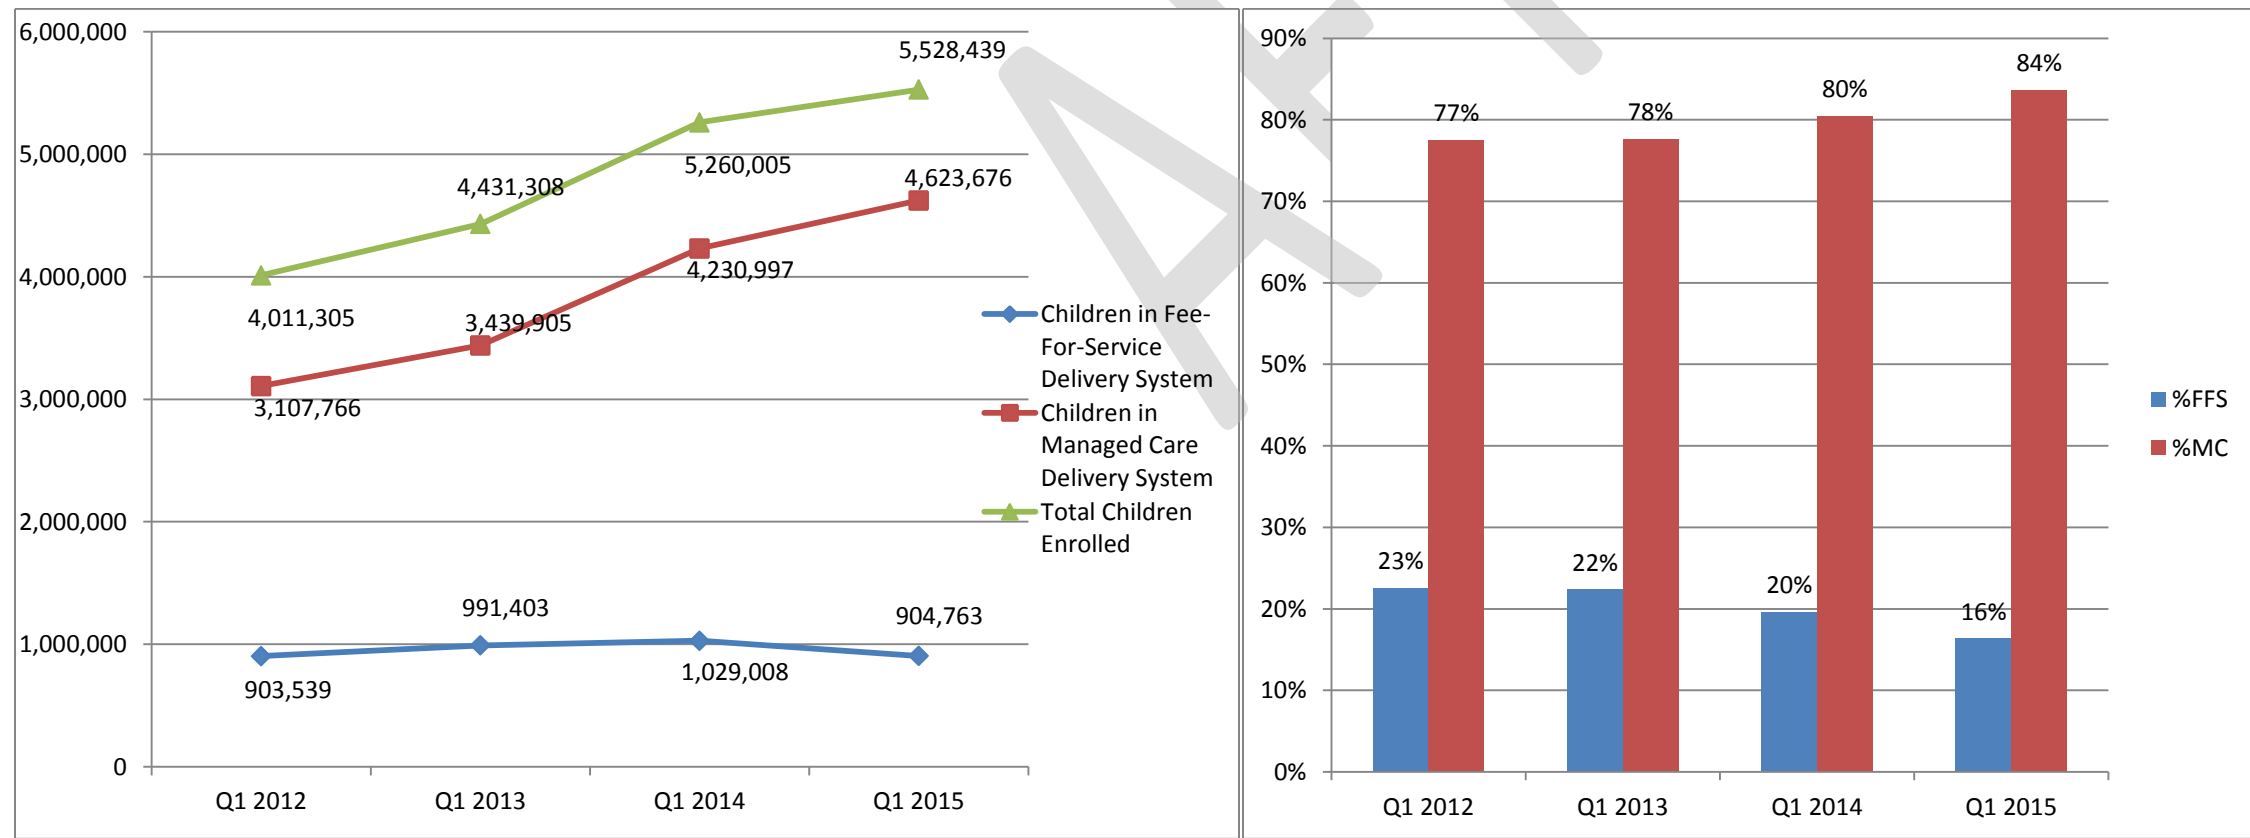 6,000,000
5,000,000
4,000,000
3,000,000
2,000,000
1,000,000
0
5,528,439
5,260,005
4,431,308
4,011,305
4,623,676
4,230,997
3,439,905
3,107,766
991,403
904,763
1,029,008
903,539
Q1 2012
Q1 2013
Q1 2014
Q1 2015
Children in Fee-
For-Service
Delivery System
Children in
Managed Care
Delivery System
Total Children
Enrolled
90%
80%
70%
60%
50%
40%
30%
20%
10%
0%
77%
78%
80%
84%
23%
22%
20%
16%
Q1 2012
Q1 2013
Q1 2014
Q1 2015
%FFS
%MC